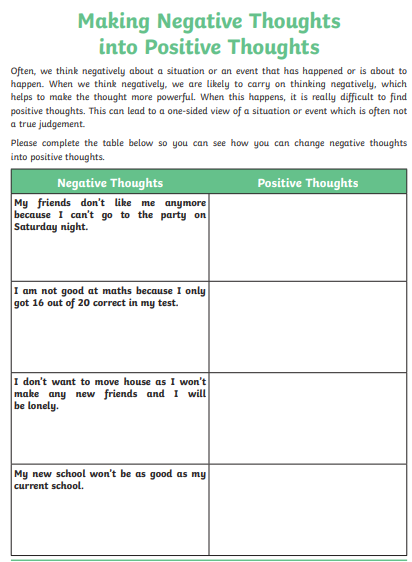 Making Negative Thoughts
into Positive Thoughts
Often, we think negatively about a situation or an event that has happened or is about to
happen. When we think negatively, we are likely to carry on thinking negatively, which
helps to make the thought more powerful. When this happens, it is really difficult to find
positive thoughts. This can lead to a one-sided view of a situation or event which is often not
a true judgement.
Please complete the table below so you can see how you can change negative thoughts
into positive thoughts.
Negative Thoughts
Positive Thoughts
My friends don't like me anymore
because I can't go to the party on
Saturday night.
I am not good at maths because I only
got 16 out of 20 correct in my test.
I don't want to move house as I won't
make any new friends and I will
be lonely.
My new school won't be as good as my
current school.